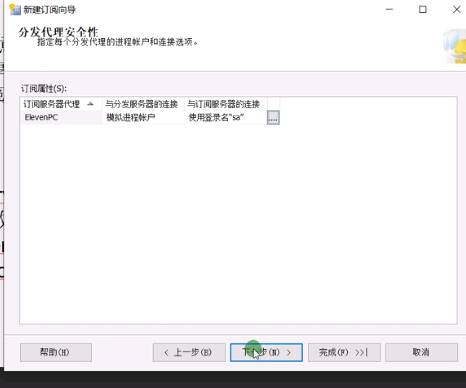 新建订阅向导
分发代理安全性
指定每个分发代理的进程帐户和连接选项。
订阅属性(S):
订阅服务器代理 与分发服务器的连接 与订阅服务器的连接
ElevenPC 模拟进程帐户 使用登录名"sa" ...
帮助(H) < 上一步(B) 下一步(N) > 完成(F) >>| 取消